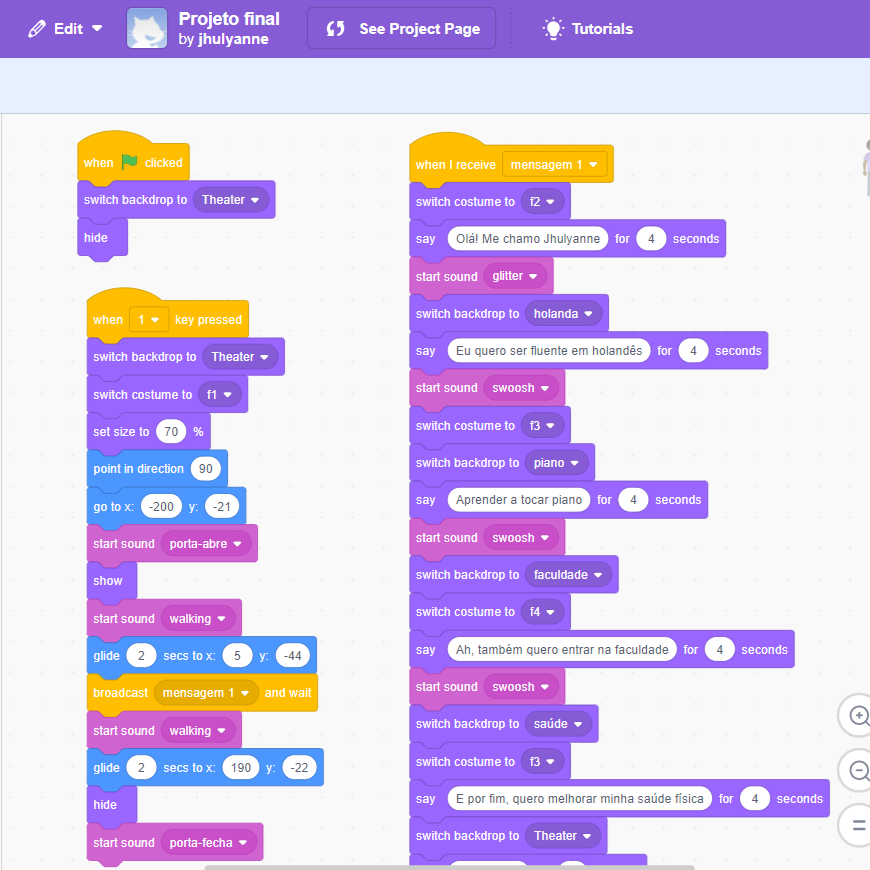 Edit
Projeto final
by jhulyanne
See Project Page
Tutorials
when clicked
switch backdrop to Theater
hide
when 1 key pressed
switch backdrop to Theater
switch costume to f1
set size to 70 %
point in direction 90
go to x: -200 y: -21
start sound porta-abre
show
start sound walking
glide 2 secs to x: 5 y: -44
broadcast mensagem 1 and wait
start sound walking
glide 2 secs to x: 190 y: -22
hide
start sound porta-fecha
when I receive mensagem 1
switch costume to f2
say Olá! Me chamo Jhulyanne for 4 seconds
start sound glitter
switch backdrop to holanda
say Eu quero ser fluente em holandês for 4 seconds
start sound swoosh
switch costume to f3
switch backdrop to piano
say Aprender a tocar piano for 4 seconds
start sound swoosh
switch backdrop to faculdade
switch costume to f4
say Ah, também quero entrar na faculdade for 4 seconds
start sound swoosh
switch backdrop to saúde
switch costume to f3
say E por fim, quero melhorar minha saúde física for 4 seconds
switch backdrop to Theater